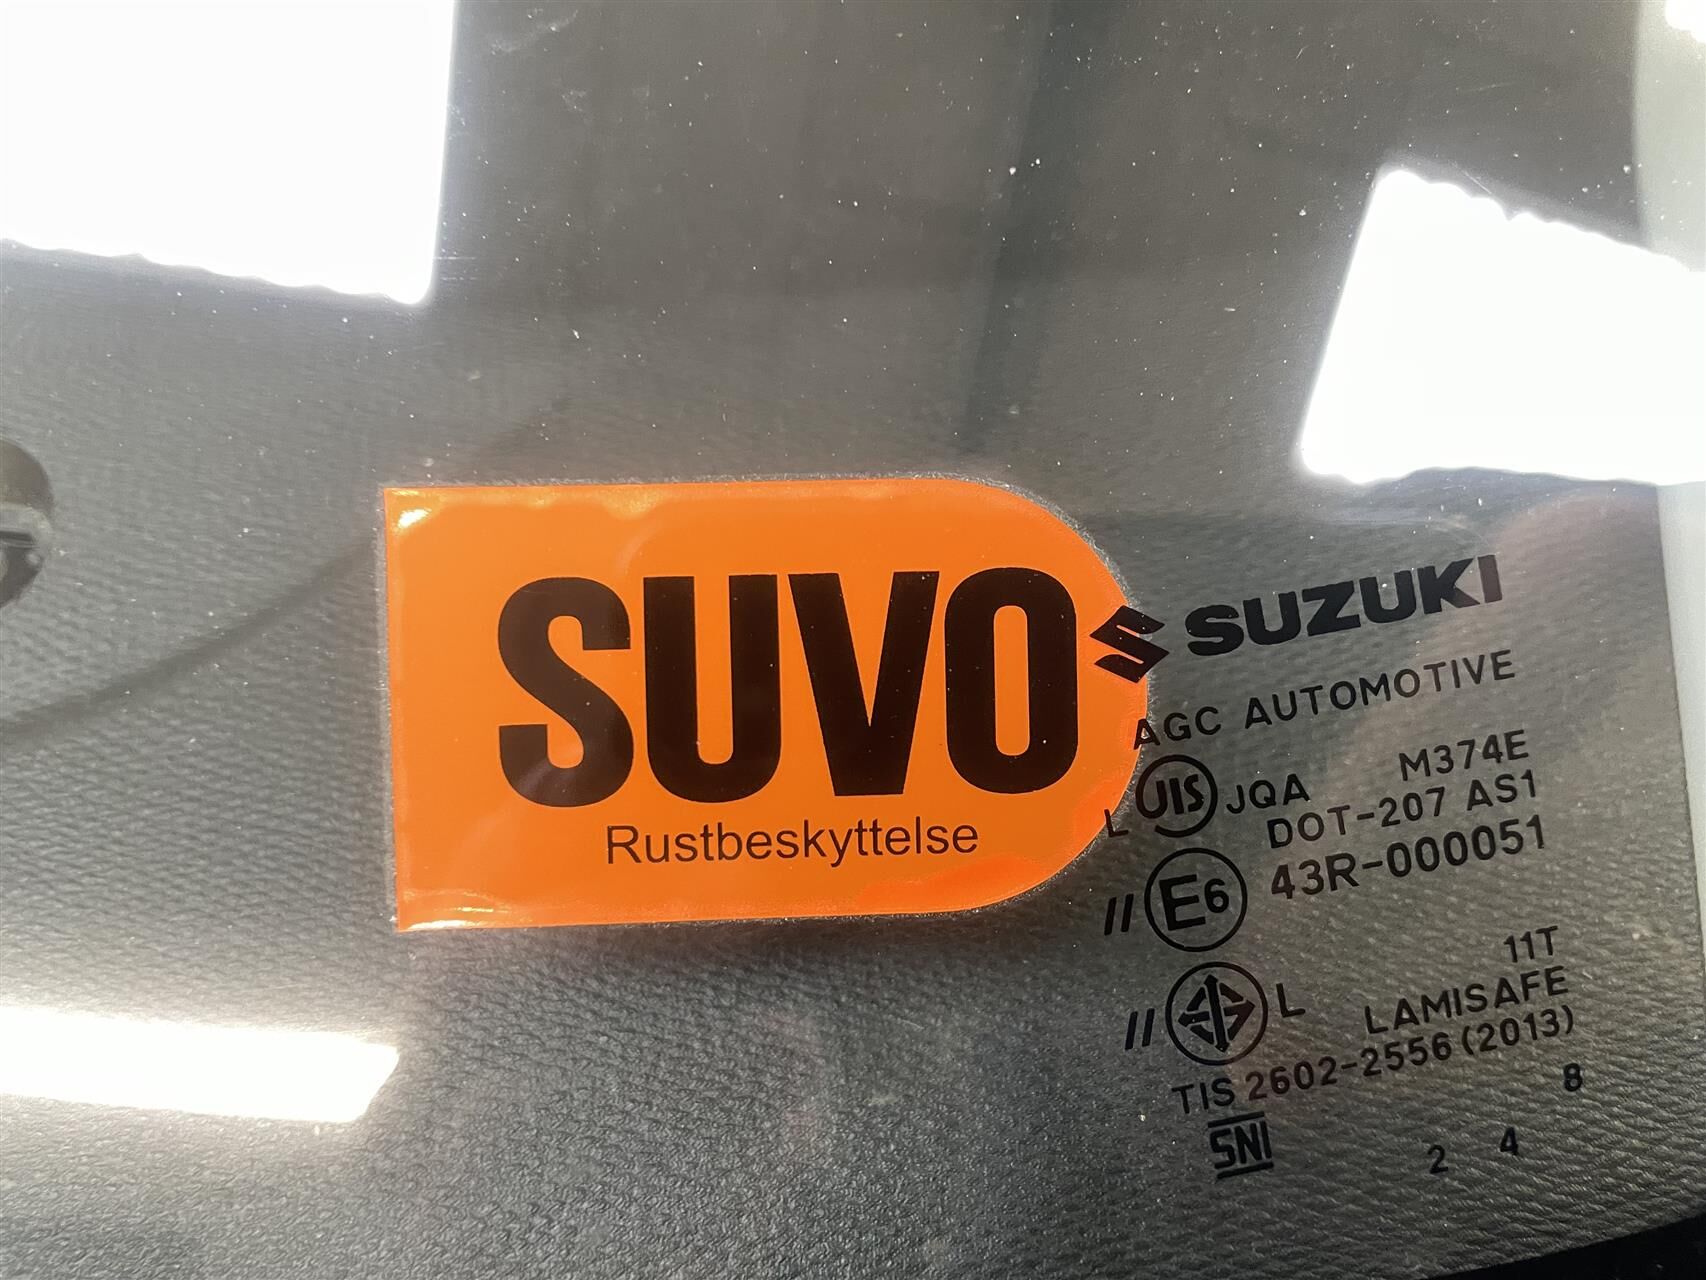 SUVO
Rustbeskyttelse
SUZUKI
AGC AUTOMOTIVE
M374E
L JIS JQA
DOT-207 AS1
// E6 43R-000051
11T
// L LAMISAFE
TIS 2602-2556 (2013)
8
SNI
2 4